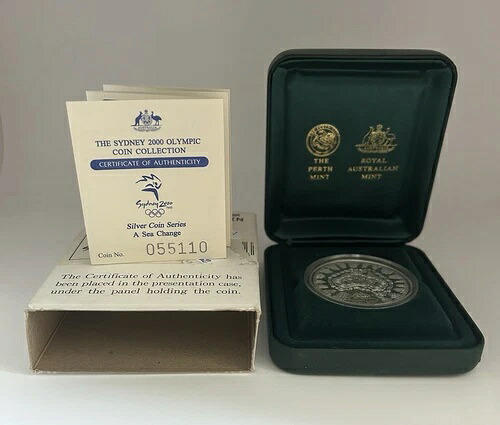 THE SYDNEY 2000 OLYMPIC
COIN COLLECTION
CERTIFICATE OF AUTHENTICITY
Sydney 2000
Silver Coin Series
A Sea Change
Coin No. 055110
The Certificate of Authenticity has
been placed in the presentation case,
under the panel holding the coin.
THE
PERTH
MINT
ROYAL
AUSTRALIAN
MINT